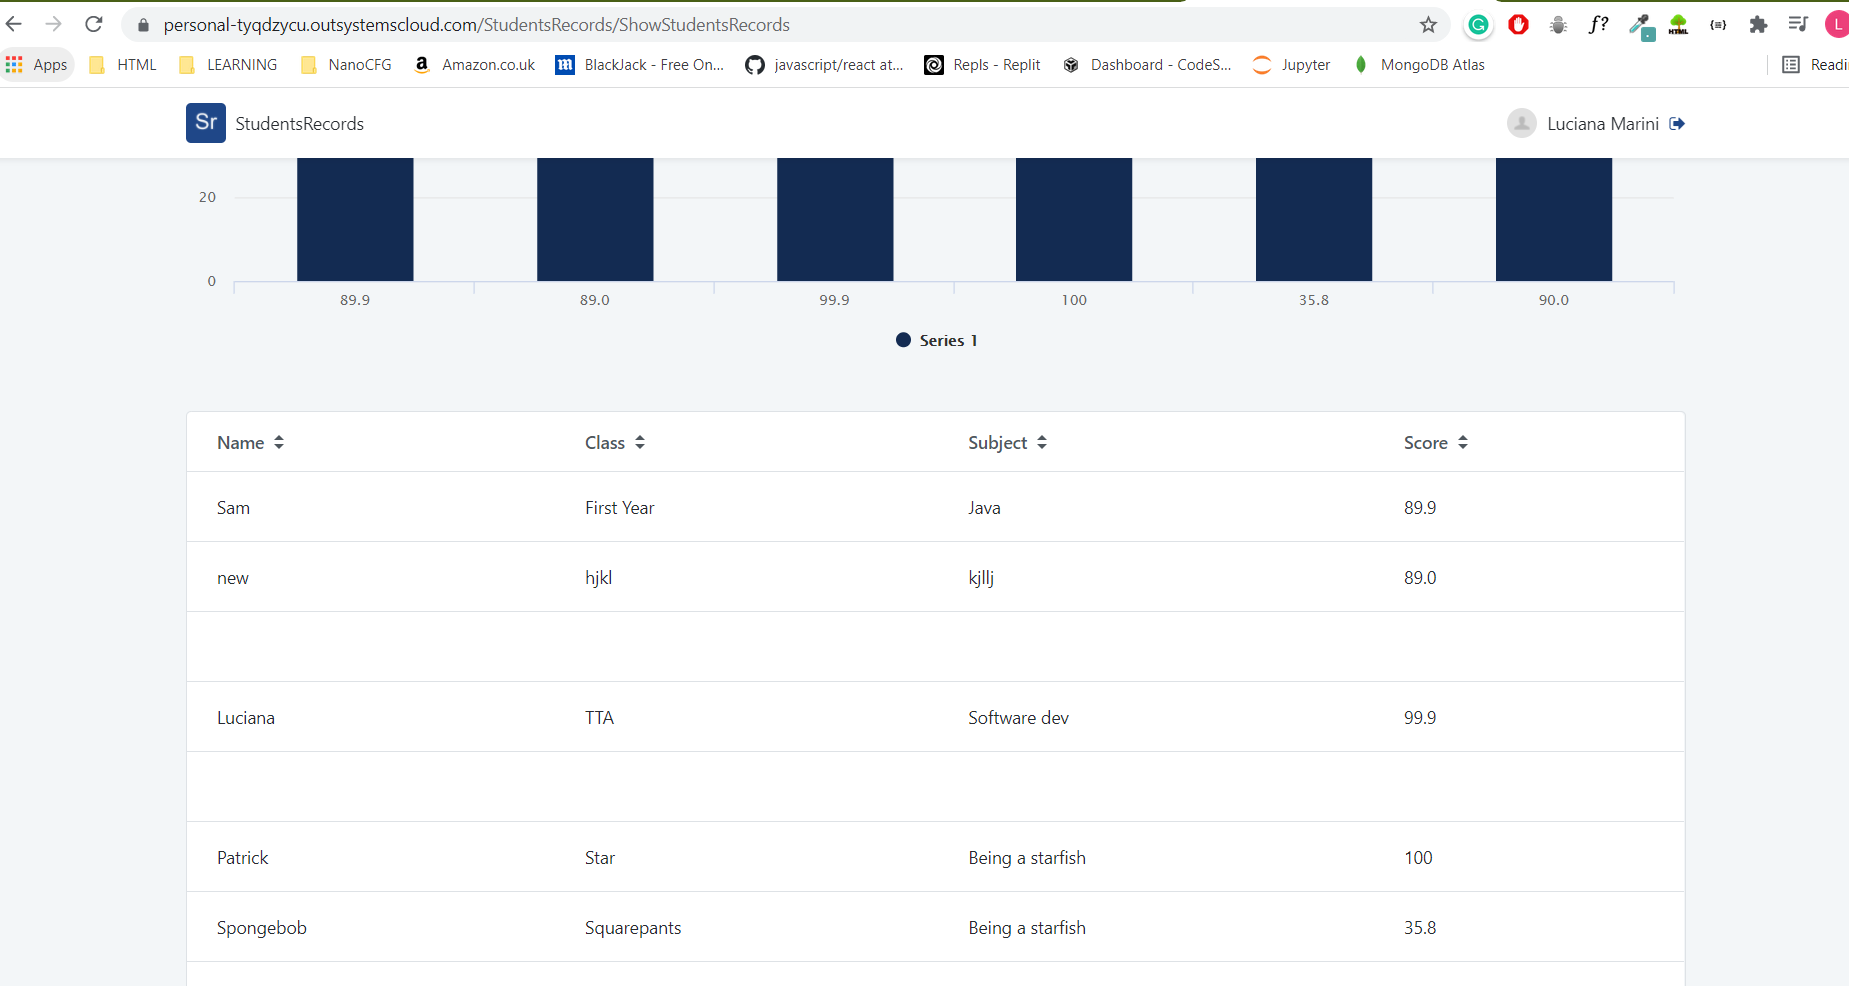 personal-tyqdzycu.outsystemscloud.com/StudentsRecords/ShowStudentsRecords
Apps HTML LEARNING NanoCFG Amazon.co.uk BlackJack - Free On... javascript/react at... Repls - Replit Dashboard - CodeS... Jupyter MongoDB Atlas Readi
Sr StudentsRecords Luciana Marini
20
0
89.9 89.0 99.9 100 35.8 90.0
Series 1
Name Class Subject Score
Sam First Year Java 89.9
new hjkl kjllj 89.0
Luciana TTA Software dev 99.9
Patrick Star Being a starfish 100
Spongebob Squarepants Being a starfish 35.8